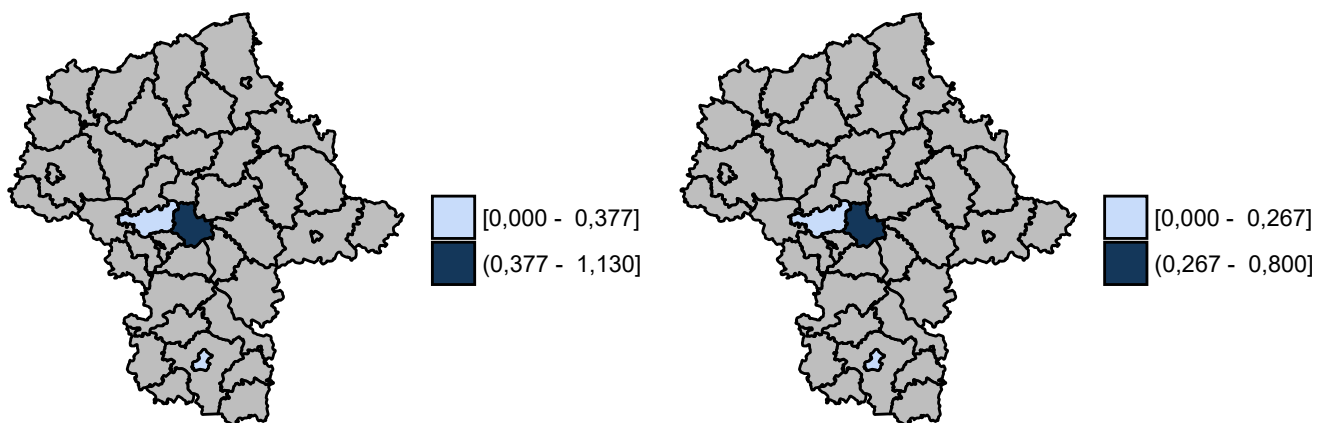 [0,000 - 0,377]
(0,377 - 1,130]
[0,000 - 0,267]
(0,267 - 0,800]